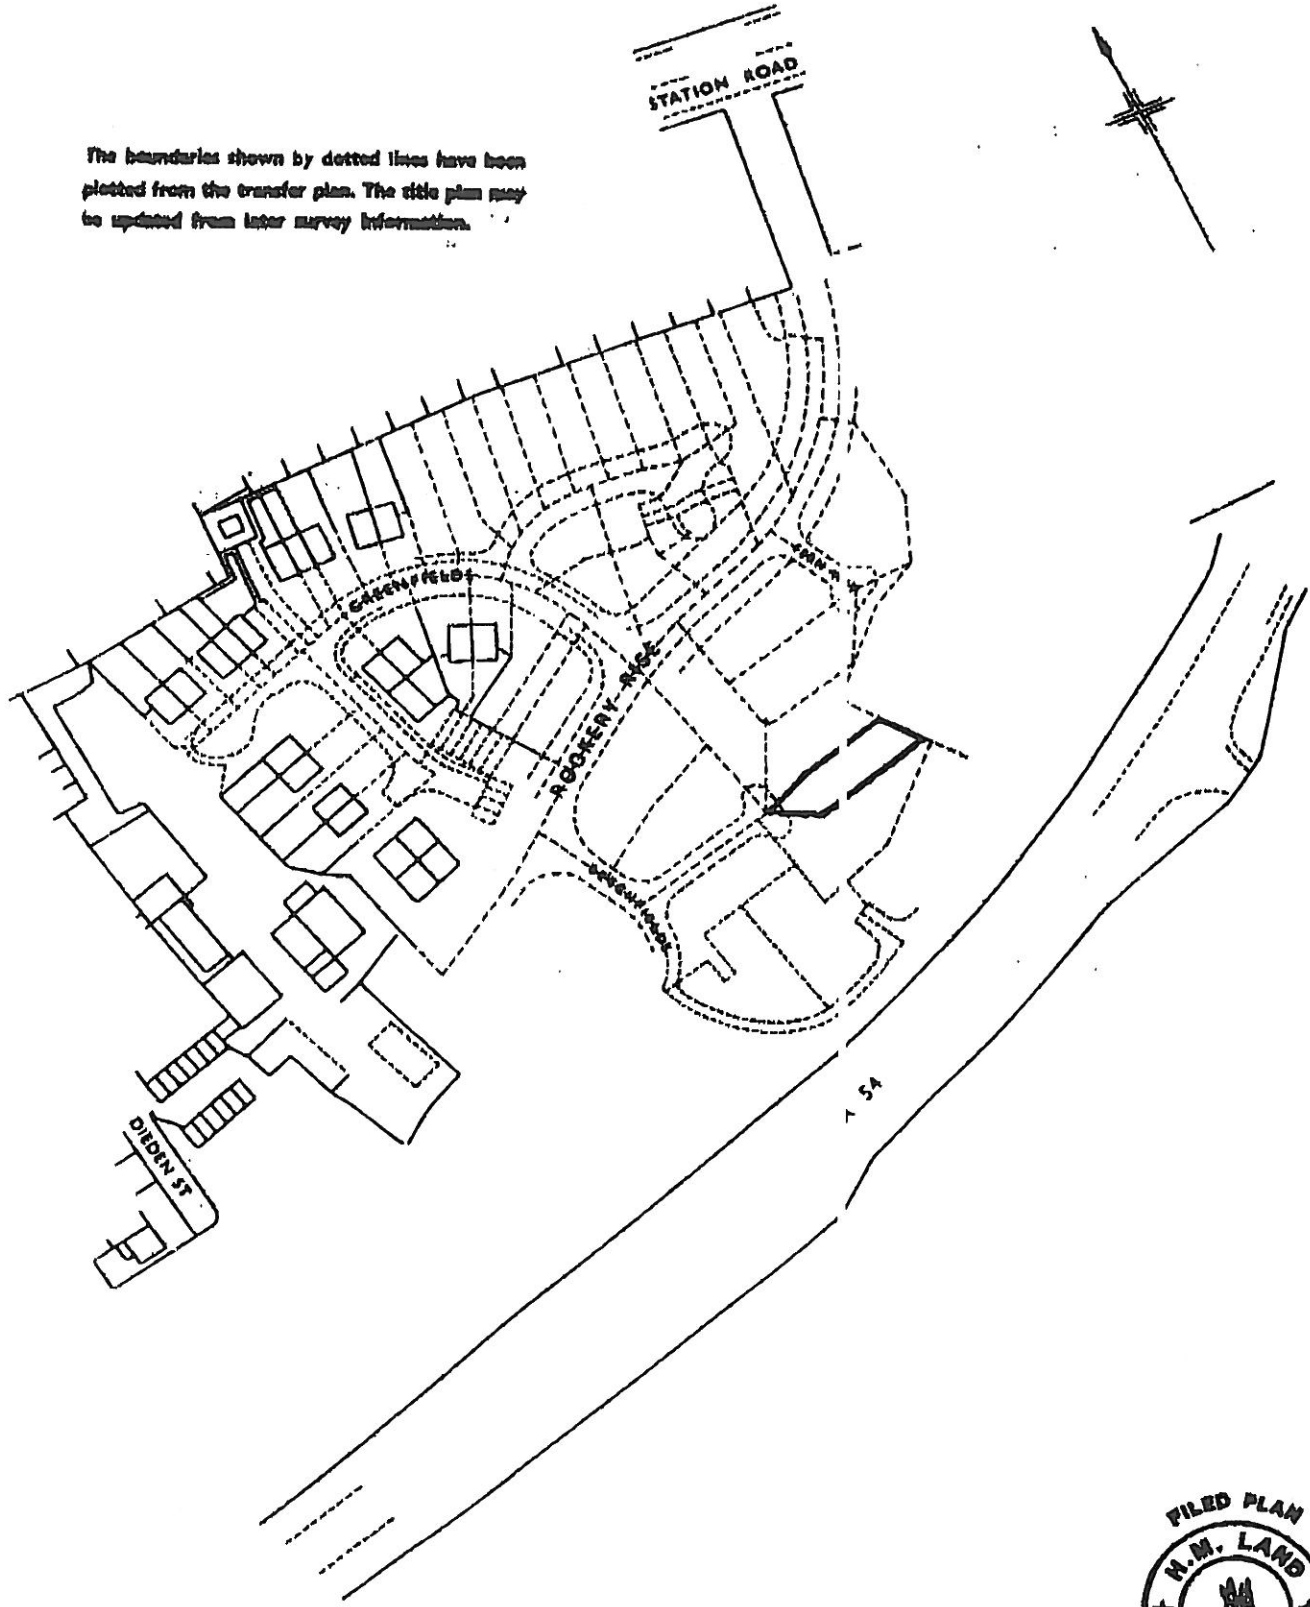 STATION ROAD
The boundaries shown by dotted lines have been
plotted from the transfer plan. The title plan may
be updated from later survey information.
GREENFIELDS
ROOKERY RISE
A 54
DIEDEN ST
FILED PLAN
H.M. LAND